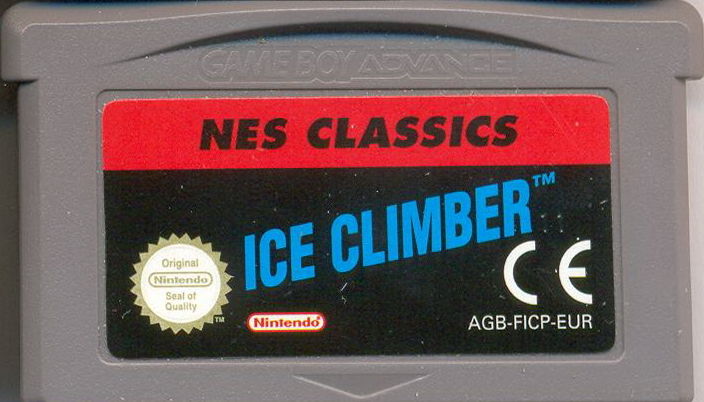 GAME BOY ADVANCE
NES CLASSICS
ICE CLIMBER™
Original
Nintendo
Seal of
Quality
TM
Nintendo®
CE
AGB-FICP-EUR